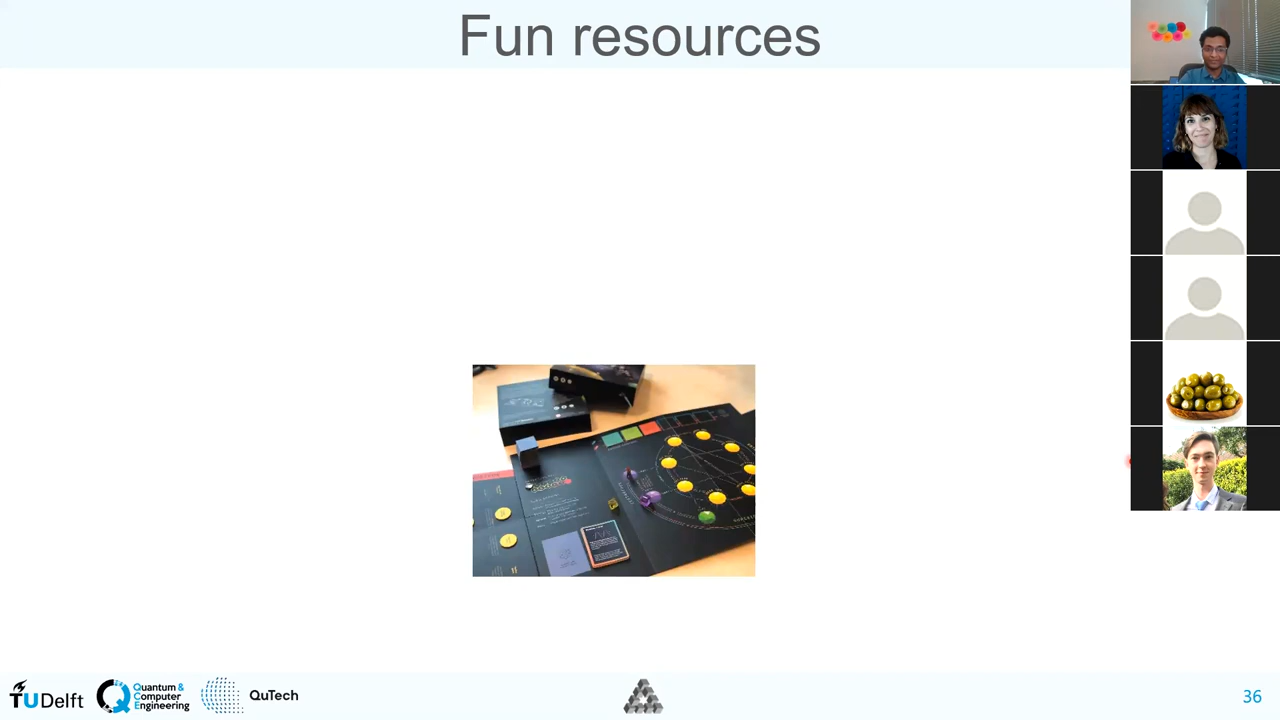 Fun resources
TUDelft
Quantum &
Computer
Engineering
QuTech
36